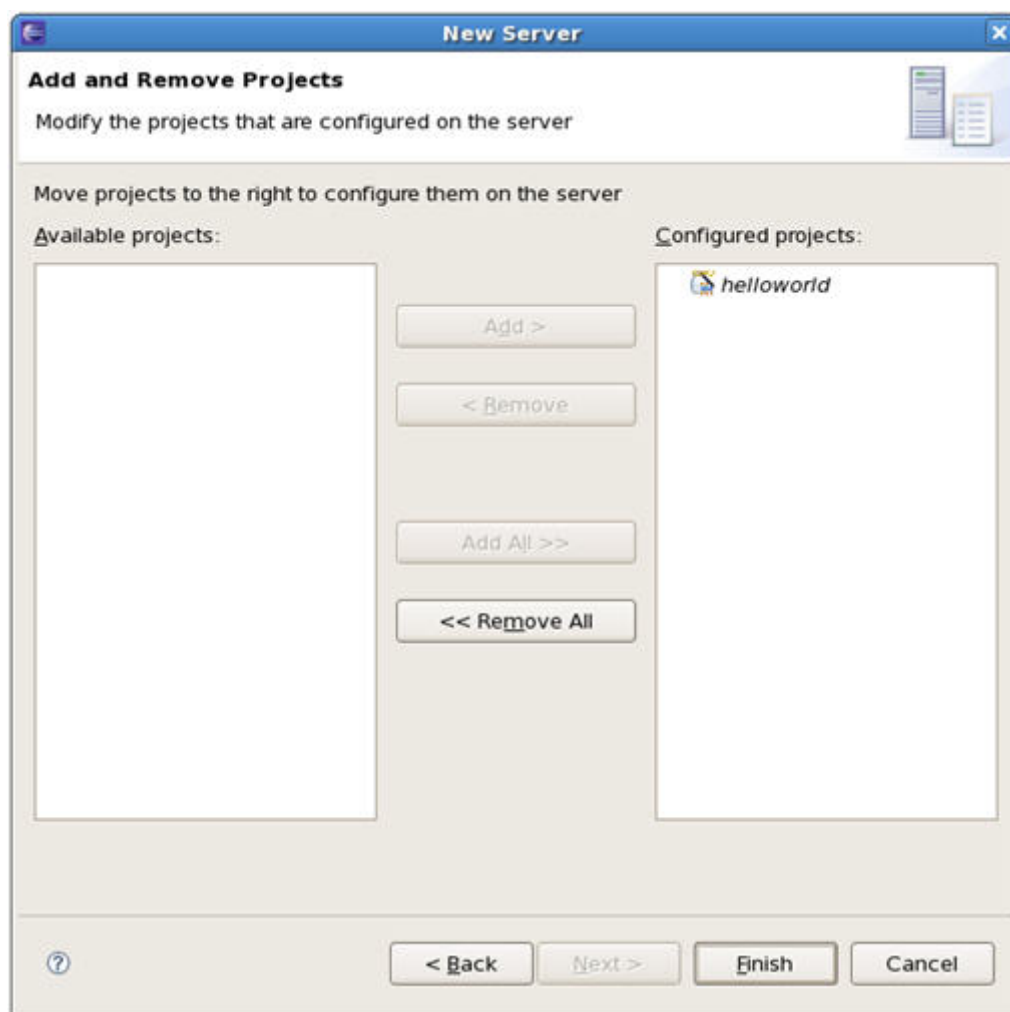 New Server
Add and Remove Projects
Modify the projects that are configured on the server
Move projects to the right to configure them on the server
Available projects:
Configured projects:
helloworld
Add >
< Remove
Add All >>
<< Remove All
?
< Back
Next >
Finish
Cancel